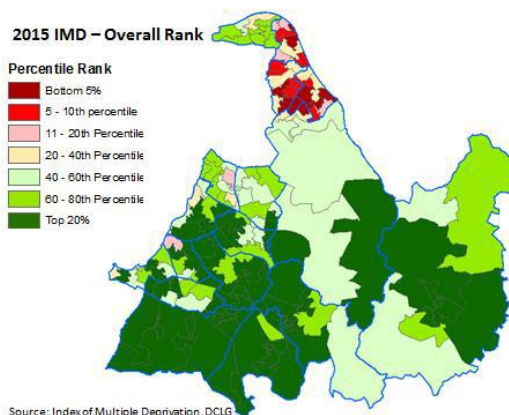 2015 IMD – Overall Rank
Percentile Rank
Bottom 5%
5 - 10th percentile
11 - 20th Percentile
20 - 40th Percentile
40 - 60th Percentile
60 - 80th Percentile
Top 20%
Source: Index of Multiple Deprivation, DCLG